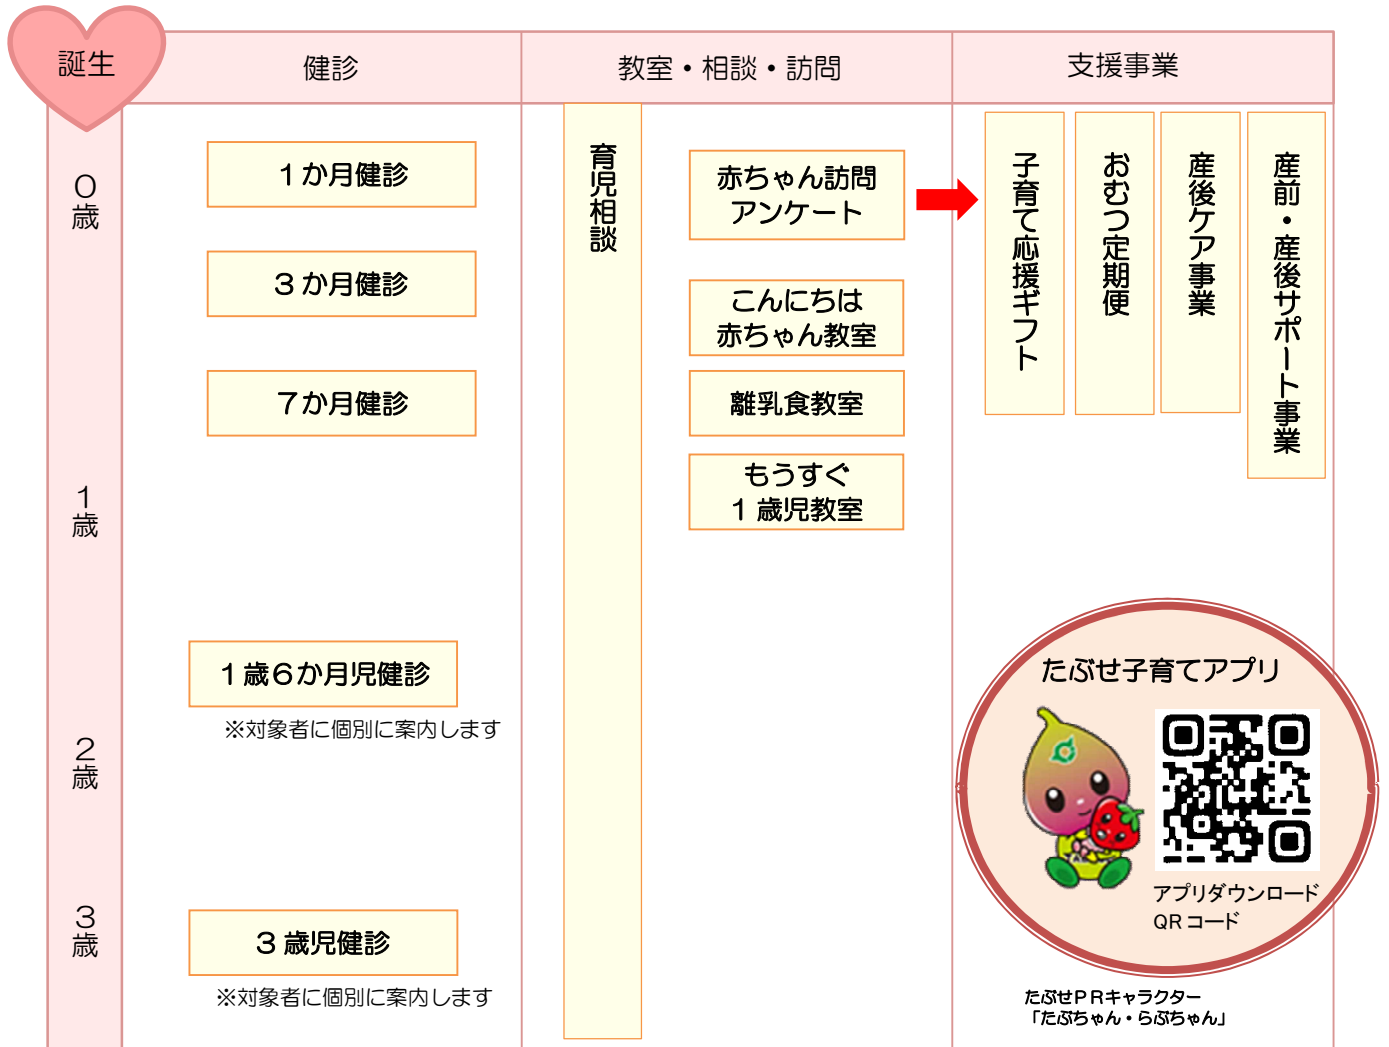 誕生
健診
教室・相談・訪問
支援事業
0歳
1か月健診
3か月健診
7か月健診
1歳
1歳6か月児健診
※対象者に個別に案内します
2歳
3歳
3歳児健診
※対象者に個別に案内します
育児相談
赤ちゃん訪問
アンケート
こんにちは
赤ちゃん教室
離乳食教室
もうすぐ
1歳児教室
子育て応援ギフト
おむつ定期便
産後ケア事業
産前・産後サポート事業
たぶせ子育てアプリ
アプリダウンロード
QRコード
たぶせPRキャラクター
「たぶちゃん・らぶちゃん」